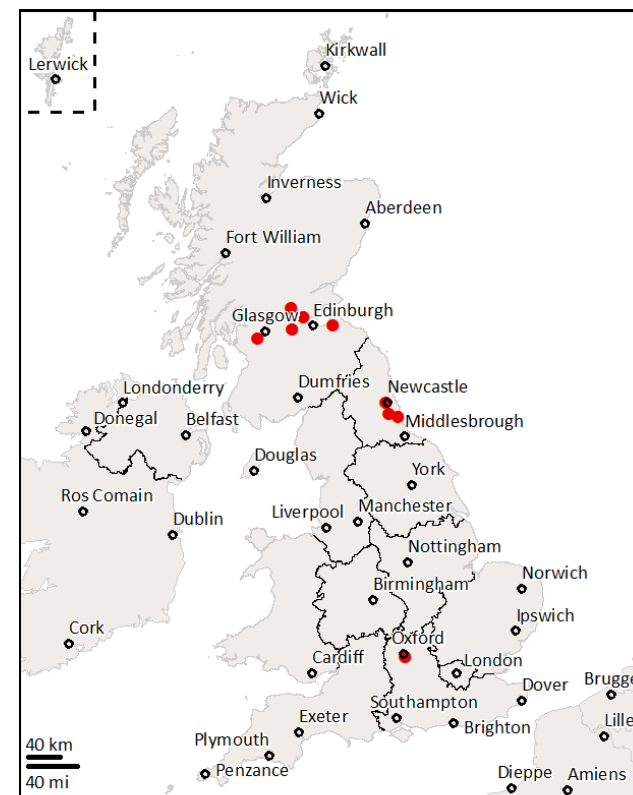 Kirkwall
Lerwick
Wick
Inverness
Aberdeen
Fort William
Glasgow
Edinburgh
Londonderry
Dumfries
Newcastle
Donegal
Belfast
Middlesbrough
Douglas
York
Ros Comain
Dublin
Liverpool
Manchester
Nottingham
Birmingham
Norwich
Ipswich
Cork
Oxford
Cardiff
London
Dover
Brugge
Southampton
Exeter
Brighton
Lille
Plymouth
40 km
40 mi
Penzance
Dieppe
Amiens